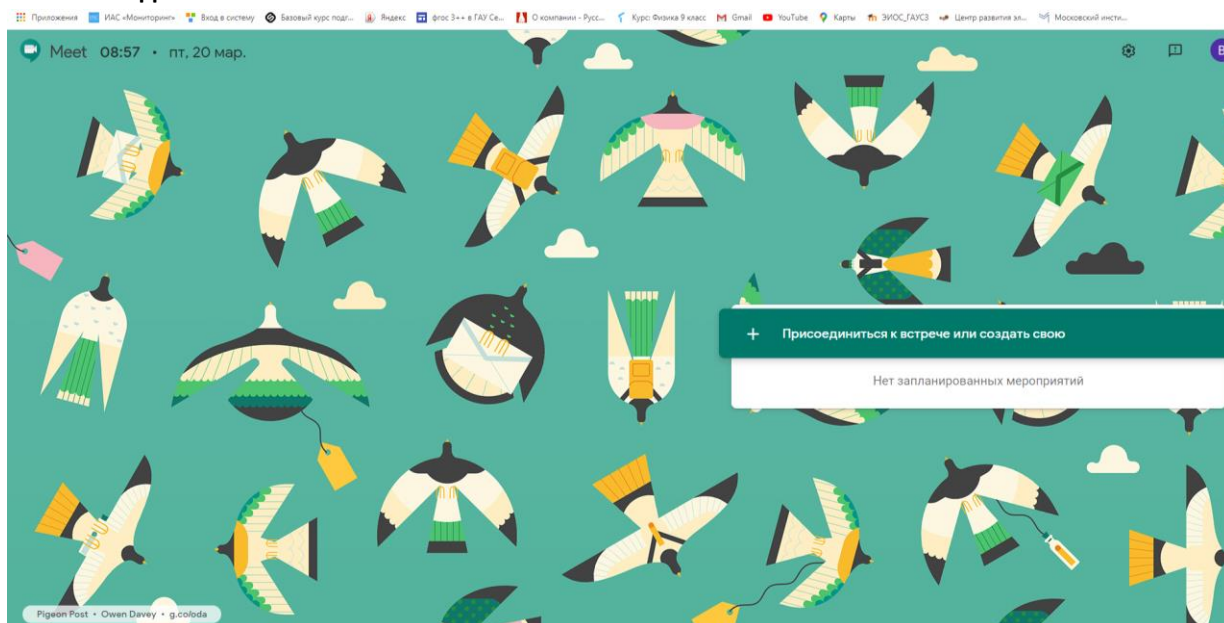 Приложения ИАС «Мониторинг» Вход в систему Базовый курс подг... Яндекс фгос 3++ в ГАУ Се... О компании - Русс... Курс: Физика 9 класс Gmail YouTube Карты ЭИОС_ГАУСЗ Центр развития эл... Московский инсти...
Meet 08:57 • пт, 20 мар.
B
+ Присоединиться к встрече или создать свою
Нет запланированных мероприятий
Pigeon Post • Owen Davey • g.co/oda